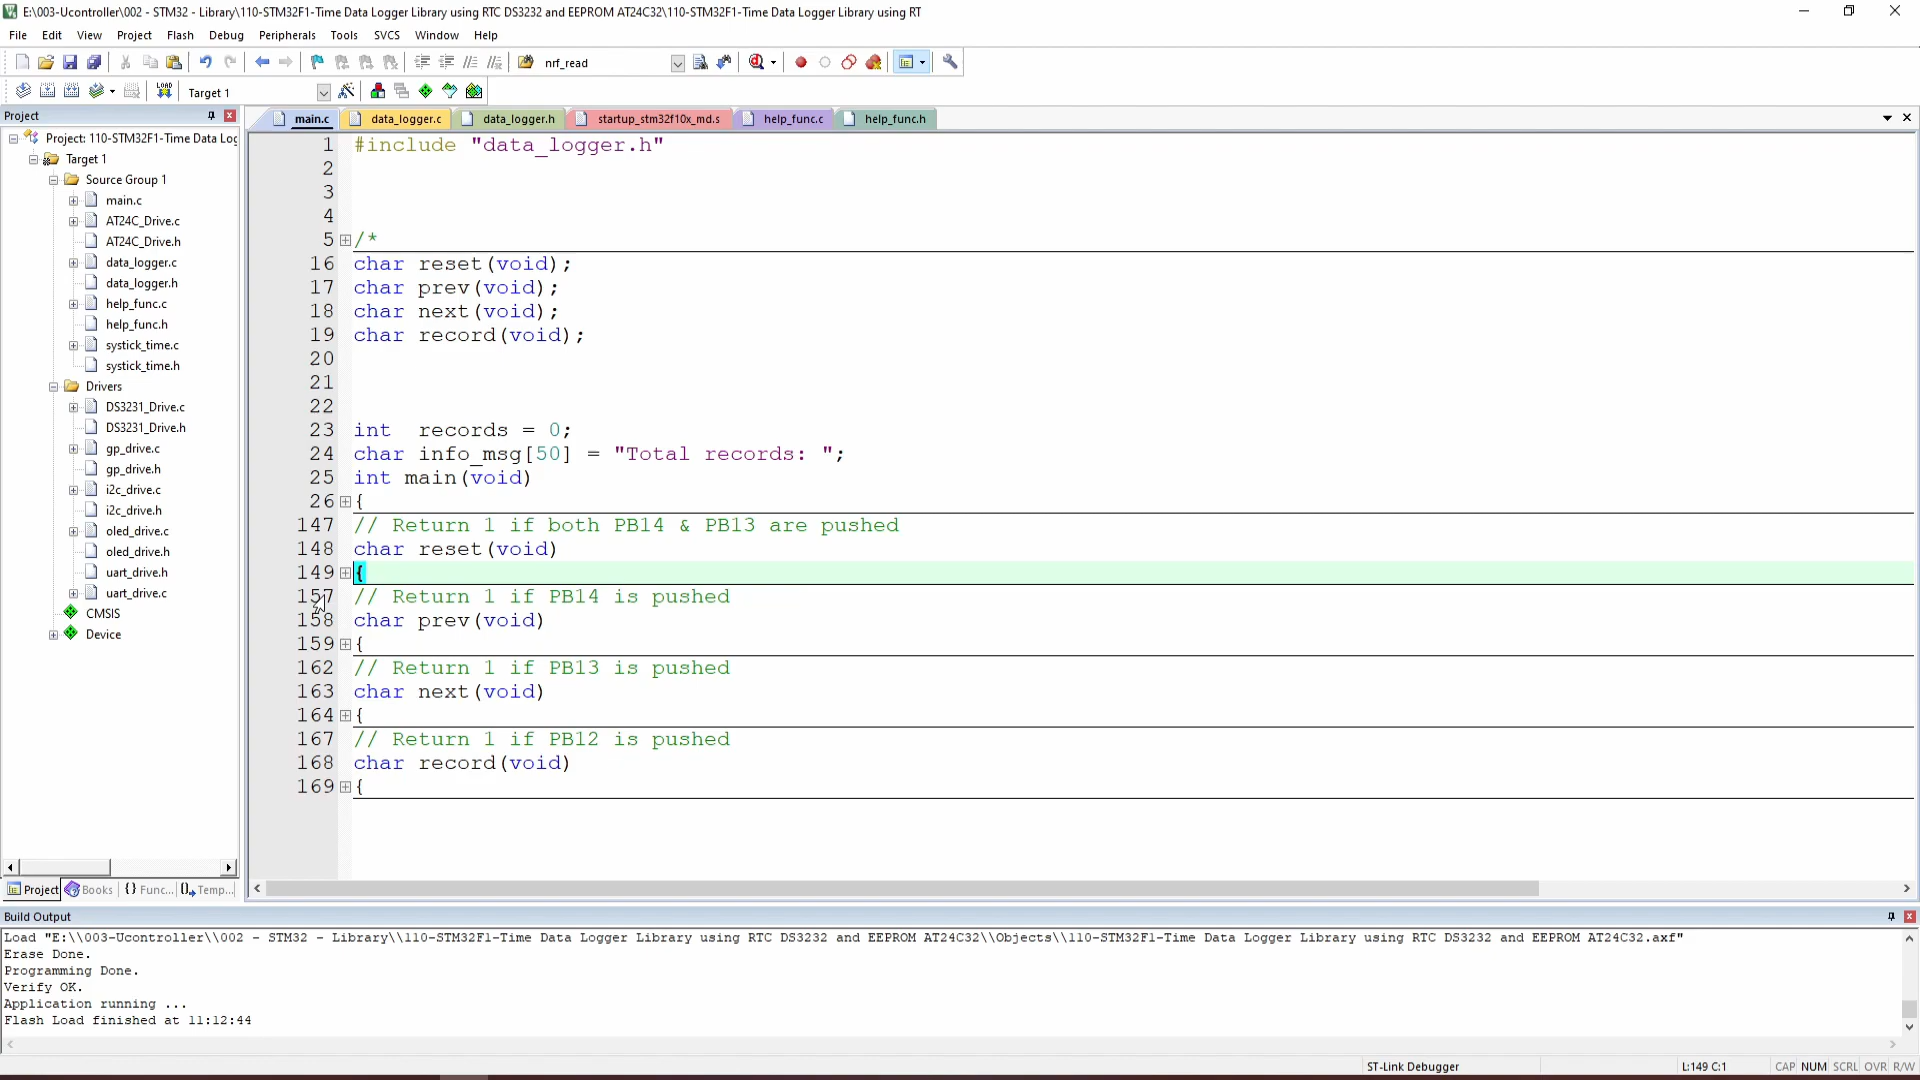 E:\003-Ucontroller\002 - STM32 - Library\110-STM32F1-Time Data Logger Library using RTC DS3232 and EEPROM AT24C32\110-STM32F1-Time Data Logger Library using RT
File Edit View Project Flash Debug Peripherals Tools SVCS Window Help
nrf_read
LOAD Target 1
Project
main.c data_logger.c data_logger.h startup_stm32f10x_md.s help_func.c help_func.h
Project: 110-STM32F1-Time Data Log
Target 1
Source Group 1
main.c
AT24C_Drive.c
AT24C_Drive.h
data_logger.c
data_logger.h
help_func.c
help_func.h
systick_time.c
systick_time.h
Drivers
DS3231_Drive.c
DS3231_Drive.h
gp_drive.c
gp_drive.h
i2c_drive.c
i2c_drive.h
oled_drive.c
oled_drive.h
uart_drive.h
uart_drive.c
CMSIS
Device
Project Books {} Func... Temp...
1 #include "data_logger.h"
2
3
4
5 /*
16 char reset(void);
17 char prev(void);
18 char next(void);
19 char record(void);
20
21
22
23 int records = 0;
24 char info_msg[50] = "Total records: ";
25 int main(void)
26 {
147 // Return 1 if both PB14 & PB13 are pushed
148 char reset(void)
149 {
157 // Return 1 if PB14 is pushed
158 char prev(void)
159 {
162 // Return 1 if PB13 is pushed
163 char next(void)
164 {
167 // Return 1 if PB12 is pushed
168 char record(void)
169 {
Build Output
Load "E:\\003-Ucontroller\\002 - STM32 - Library\\110-STM32F1-Time Data Logger Library using RTC DS3232 and EEPROM AT24C32\\Objects\\110-STM32F1-Time Data Logger Library using RTC DS3232 and EEPROM AT24C32.axf"
Erase Done.
Programming Done.
Verify OK.
Application running ...
Flash Load finished at 11:12:44
ST-Link Debugger L:149 C:1 CAP NUM SCRL OVR R/W